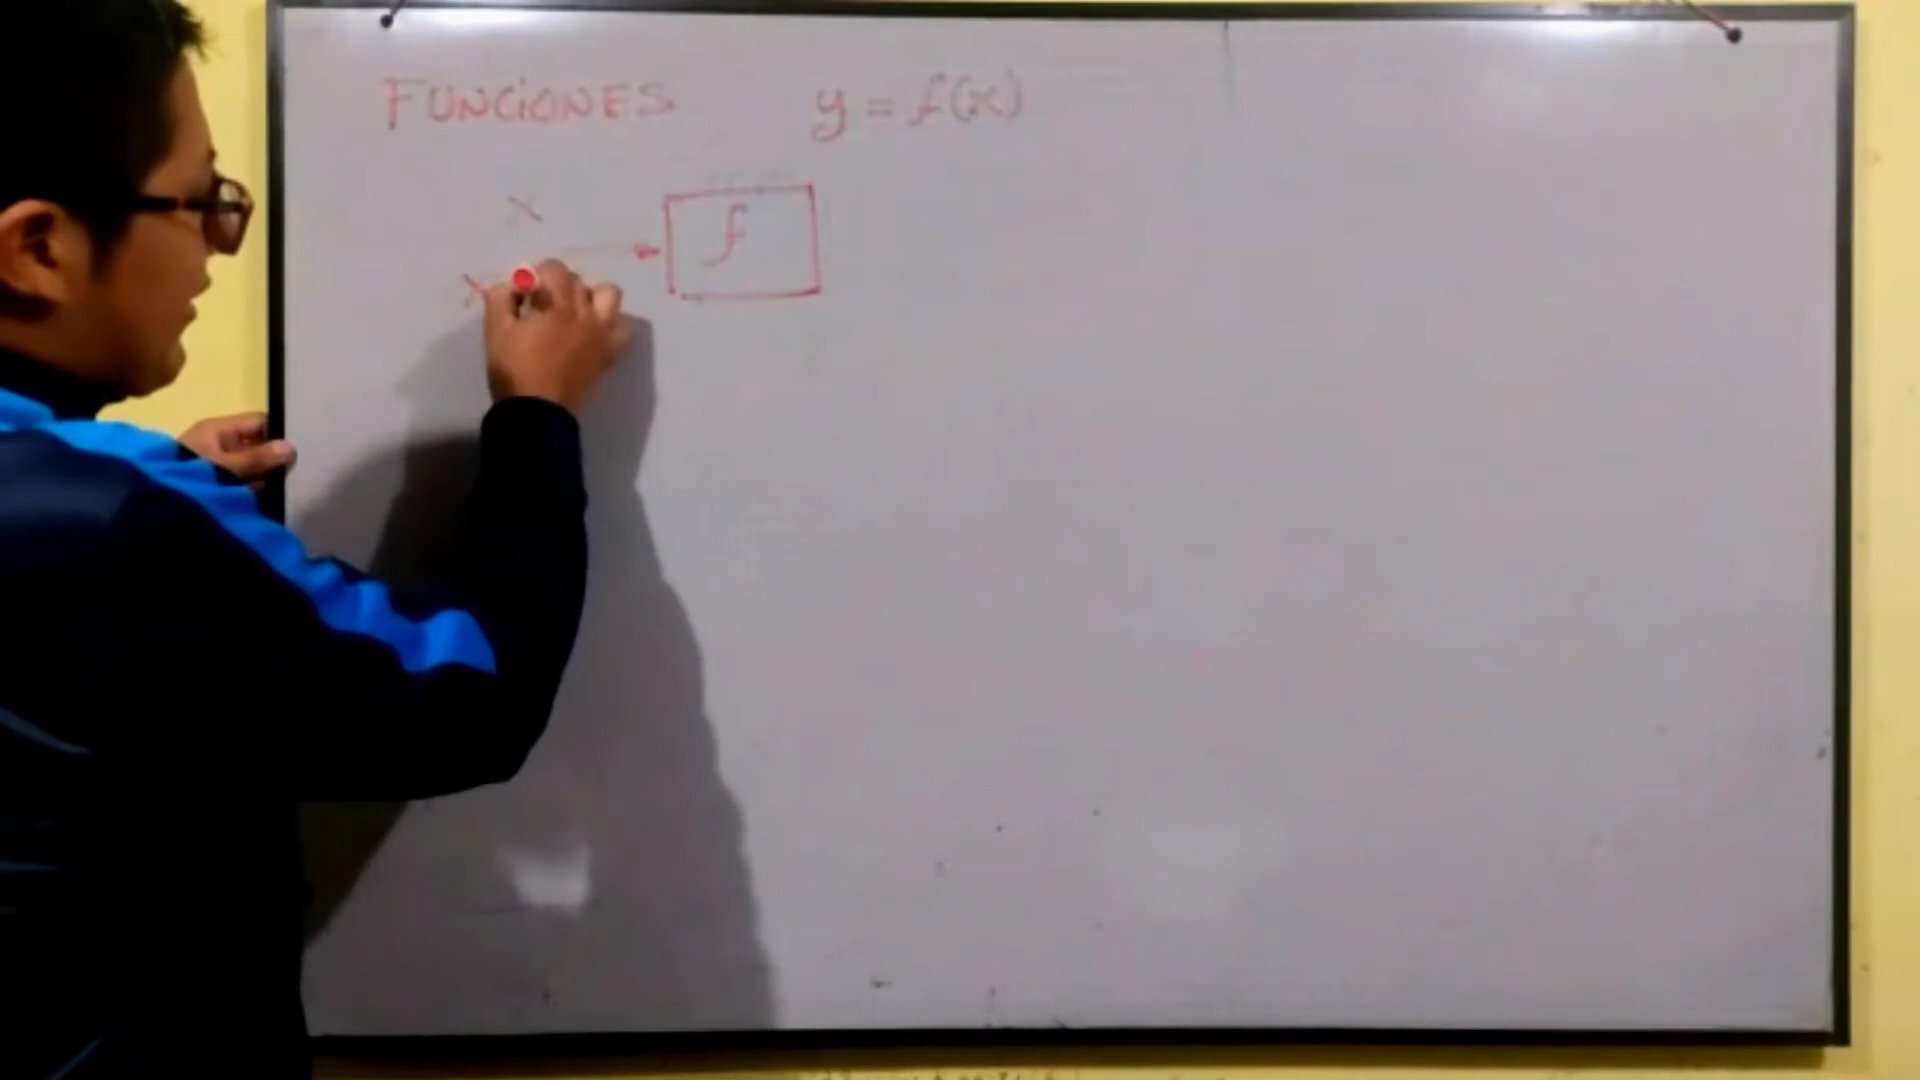 FUNCIONES y = f(x)
x
f
x